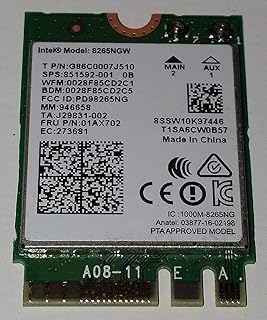 Intel® Model: 8265NGW
T P/N:G86C0007J510
SPS:851592-001 0B
WFM:0028F85CD2C1
BDM:0028F85CD2C5
FCC ID:PD98265NG
MM:946658
TA:J29831-002
FRU P/N:01AX702
EC:273681
MAIN
2
AUX
1
8SSW10K97446
T1SA6CW0B57
Made in China
IC :1000M-8265NG
Anatel: 03877-16-02198
PTA APPROVED MODEL
A08-11
E
A